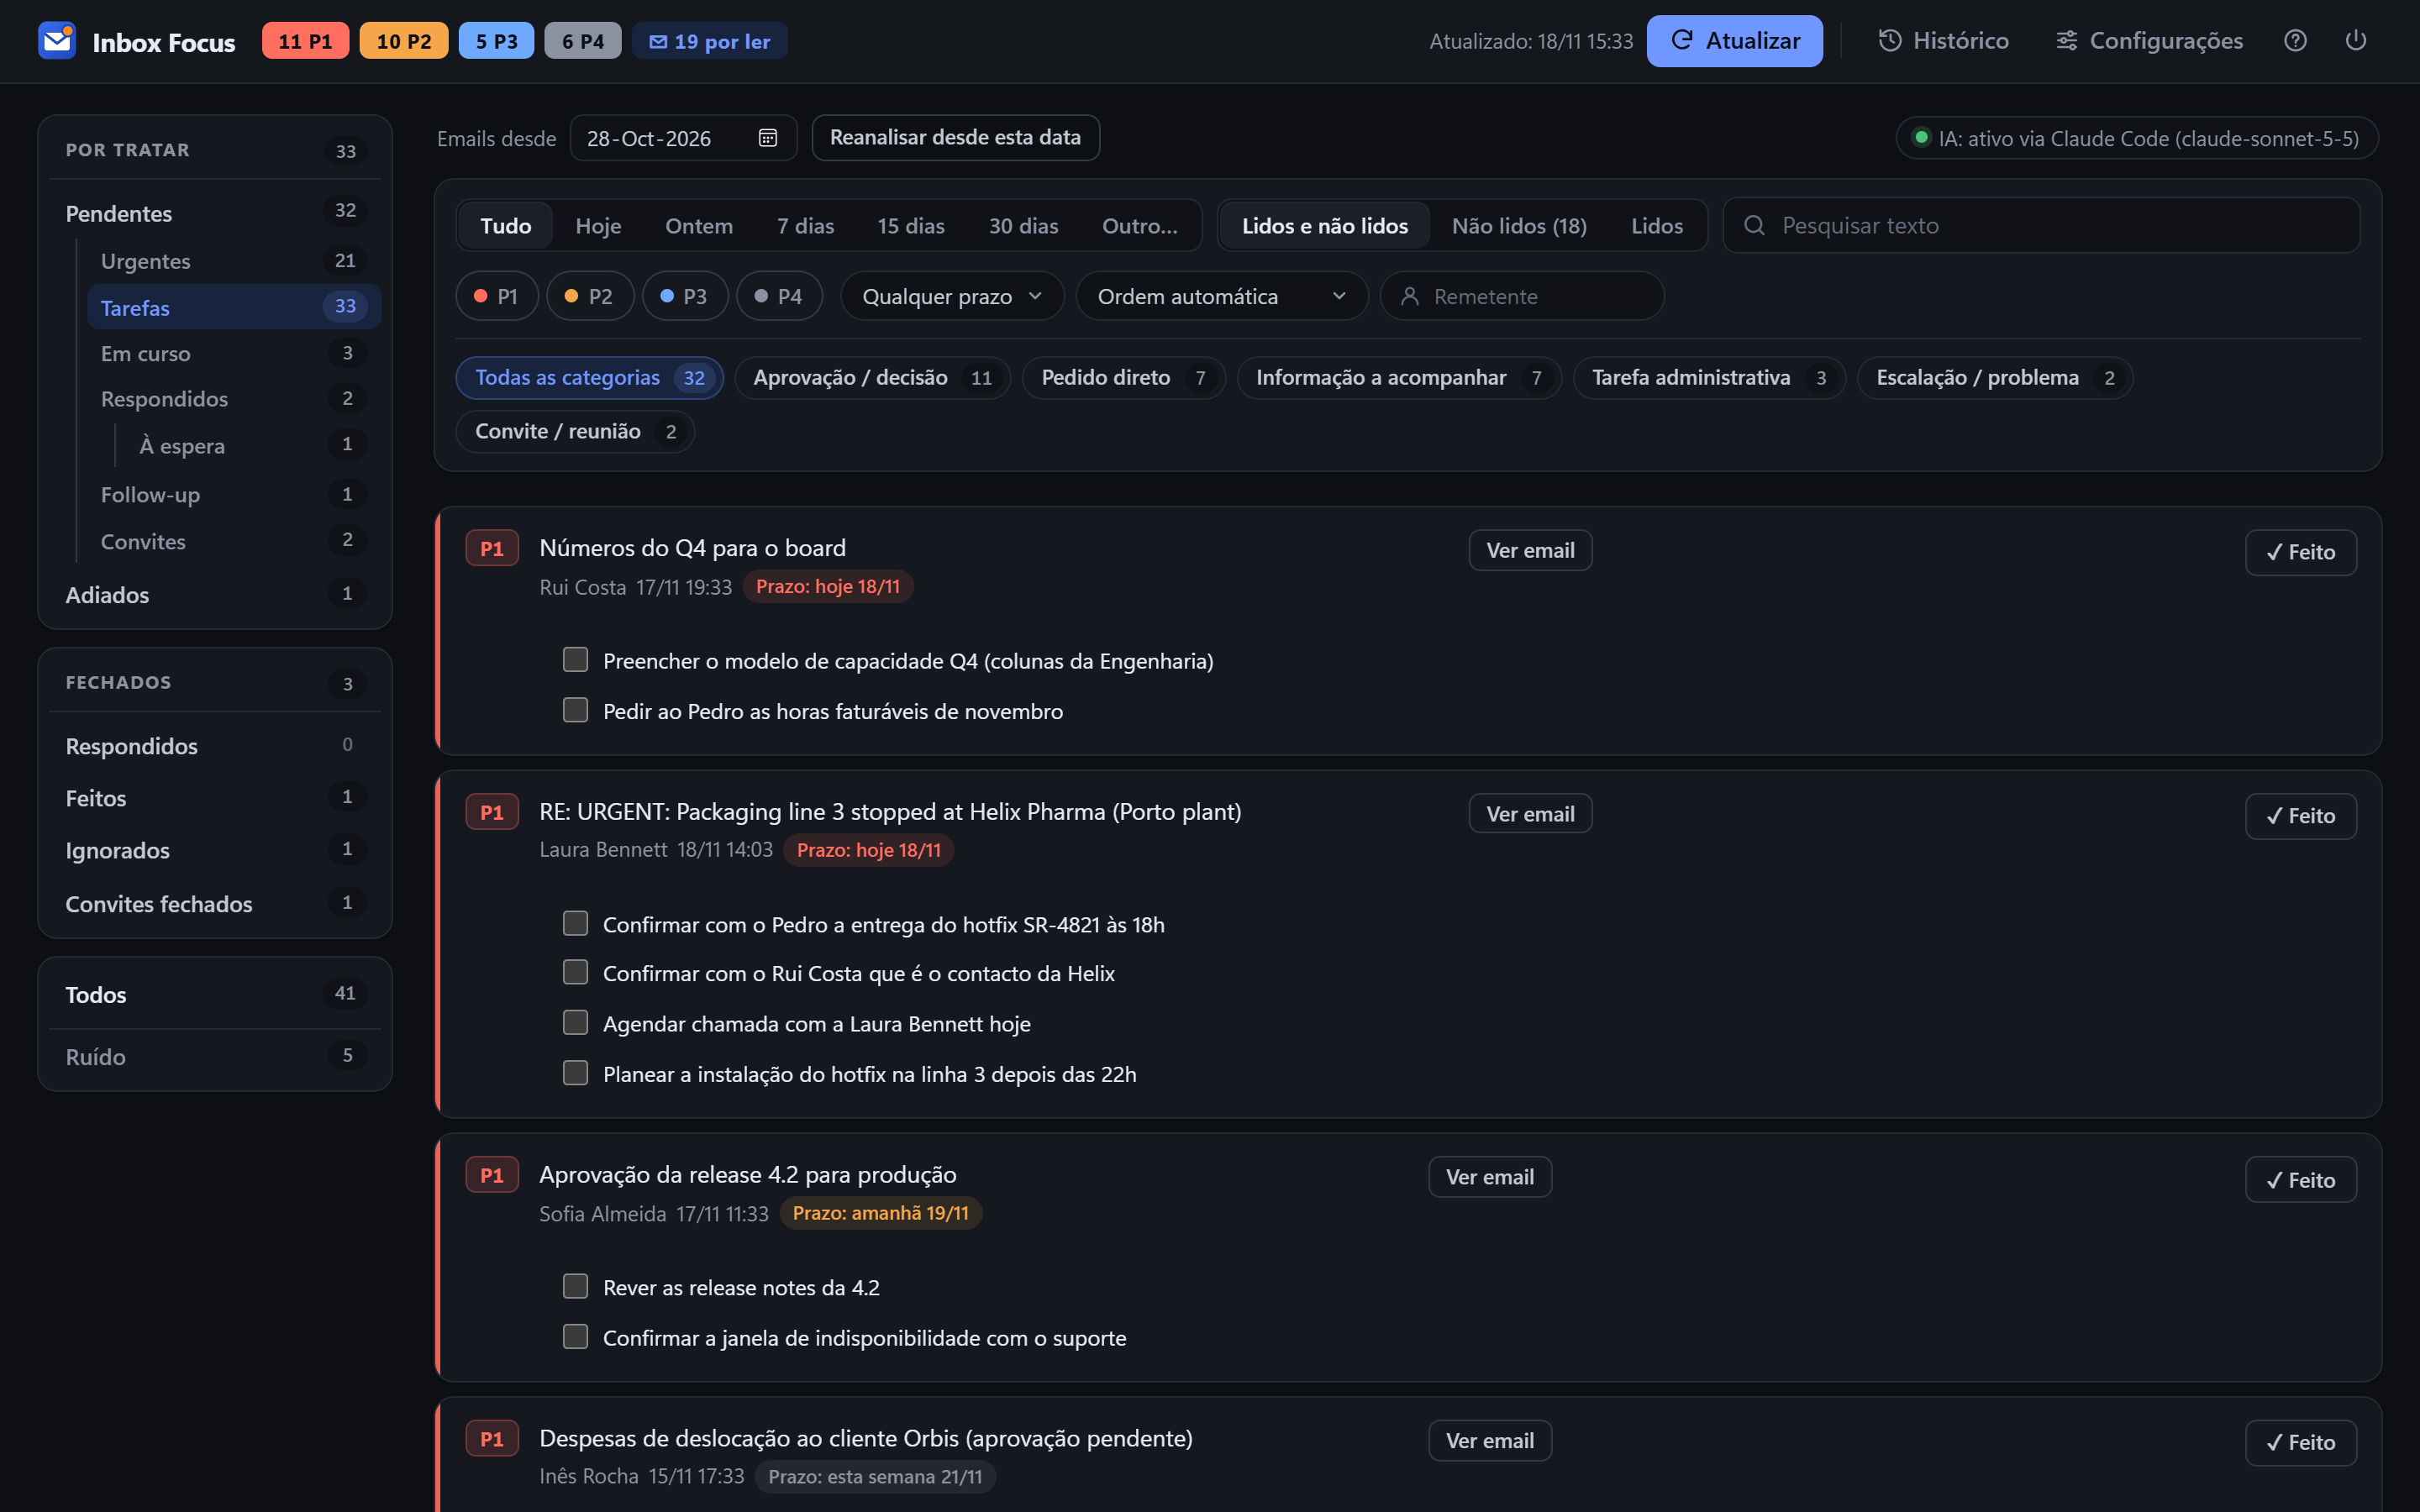 Inbox Focus 11 P1 10 P2 5 P3 6 P4 19 por ler Atualizado: 18/11 15:33 Atualizar Histórico Configurações
POR TRATAR 33
Pendentes 32
Urgentes 21
Tarefas 33
Em curso 3
Respondidos 2
À espera 1
Follow-up 1
Convites 2
Adiados 1
FECHADOS 3
Respondidos 0
Feitos 1
Ignorados 1
Convites fechados 1
Todos 41
Ruído 5
Emails desde 28-Oct-2026 Reanalisar desde esta data IA: ativo via Claude Code (claude-sonnet-5-5)
Tudo Hoje Ontem 7 dias 15 dias 30 dias Outro... Lidos e não lidos Não lidos (18) Lidos Pesquisar texto
P1 P2 P3 P4 Qualquer prazo Ordem automática Remetente
Todas as categorias 32 Aprovação / decisão 11 Pedido direto 7 Informação a acompanhar 7 Tarefa administrativa 3 Escalação / problema 2
Convite / reunião 2
P1 Números do Q4 para o board Ver email ✓ Feito
Rui Costa 17/11 19:33 Prazo: hoje 18/11
Preencher o modelo de capacidade Q4 (colunas da Engenharia)
Pedir ao Pedro as horas faturáveis de novembro
P1 RE: URGENT: Packaging line 3 stopped at Helix Pharma (Porto plant) Ver email ✓ Feito
Laura Bennett 18/11 14:03 Prazo: hoje 18/11
Confirmar com o Pedro a entrega do hotfix SR-4821 às 18h
Confirmar com o Rui Costa que é o contacto da Helix
Agendar chamada com a Laura Bennett hoje
Planear a instalação do hotfix na linha 3 depois das 22h
P1 Aprovação da release 4.2 para produção Ver email ✓ Feito
Sofia Almeida 17/11 11:33 Prazo: amanhã 19/11
Rever as release notes da 4.2
Confirmar a janela de indisponibilidade com o suporte
P1 Despesas de deslocação ao cliente Orbis (aprovação pendente) Ver email ✓ Feito
Inês Rocha 15/11 17:33 Prazo: esta semana 21/11